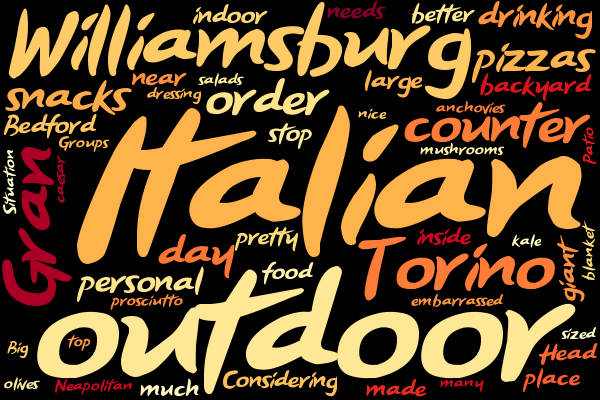 indoor
needs
better
drinking
Williamsburg
pizzas
near
salads
large
backyard
snacks
dressing
order
nice
anchovies
Bedford
Groups
stop
counter
mushrooms
Patio
Situation
caesar
Italian
Gran
day
pretty
inside
kale
blanket
personal
food
Torino
giant
prosciutto
embarrassed
outdoor
sized
Big
top
Head
olives
Neapolitan
much
Considering
made
many
place